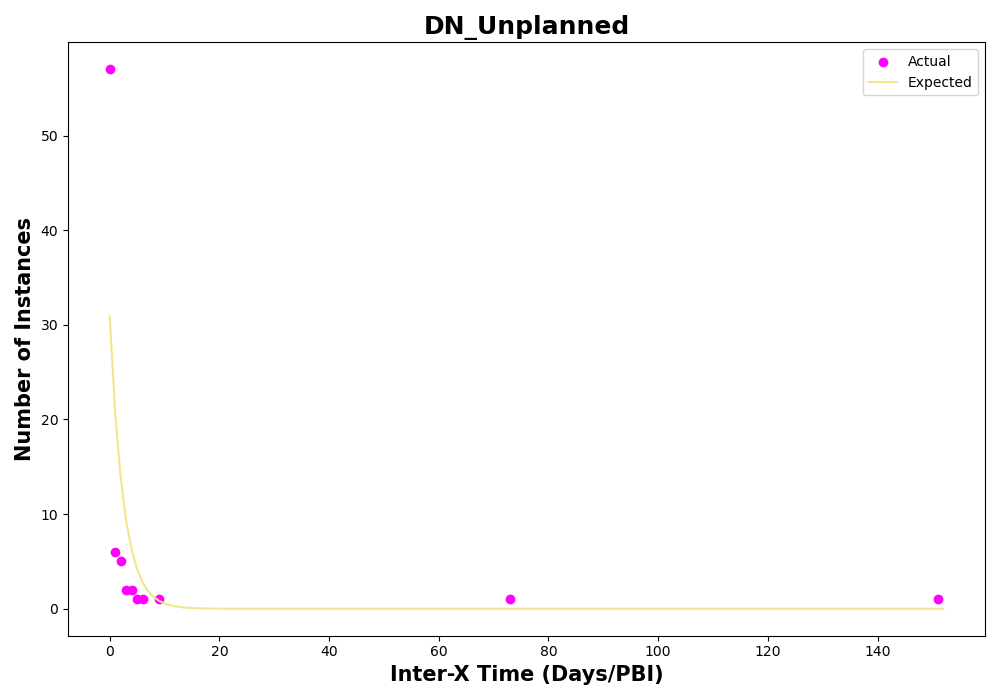 DN_Unplanned
Actual
Expected
Number of Instances
50
40
30
20
10
0
0 20 40 60 80 100 120 140
Inter-X Time (Days/PBI)